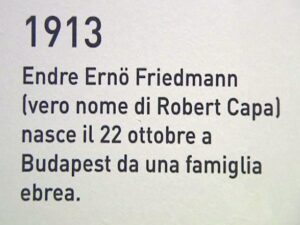 1913
Endre Ernö Friedmann
(vero nome di Robert Capa)
nasce il 22 ottobre a
Budapest da una famiglia
ebrea.